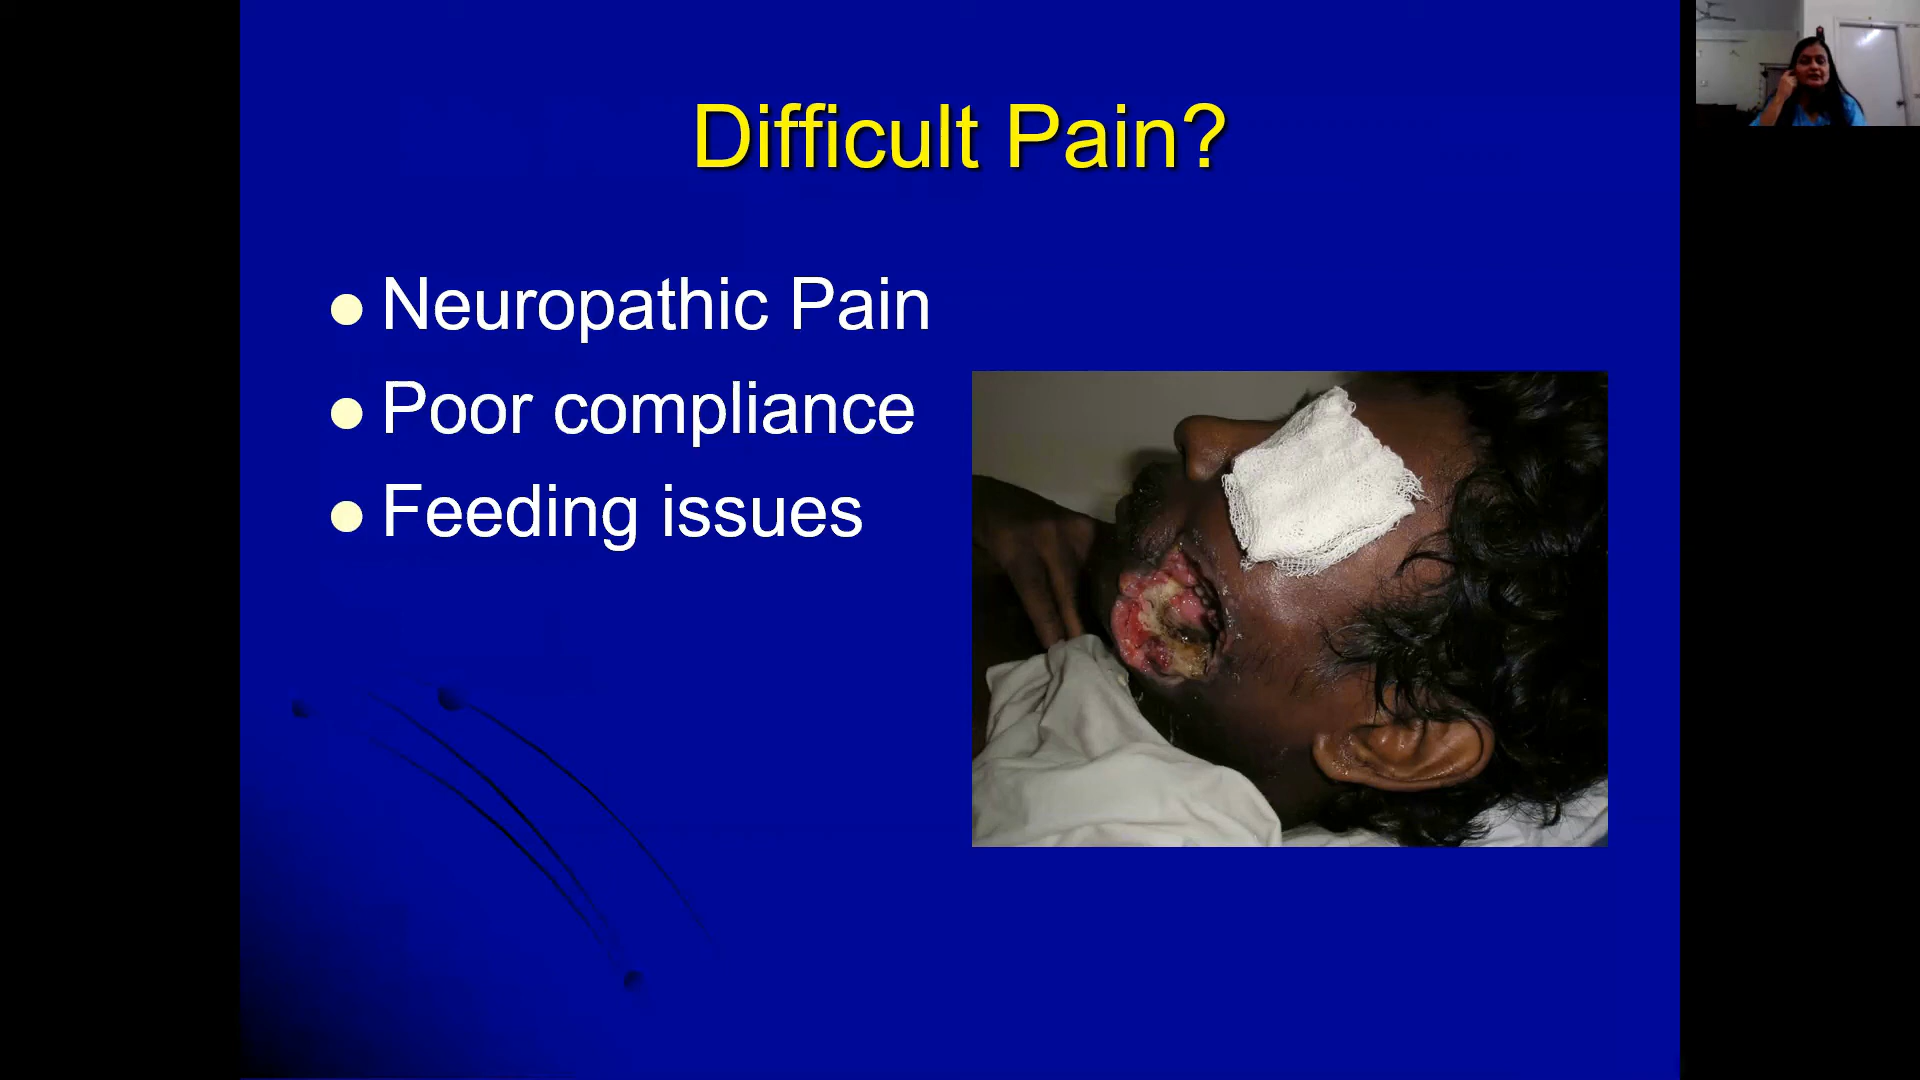 Difficult Pain?
Neuropathic Pain
Poor compliance
Feeding issues